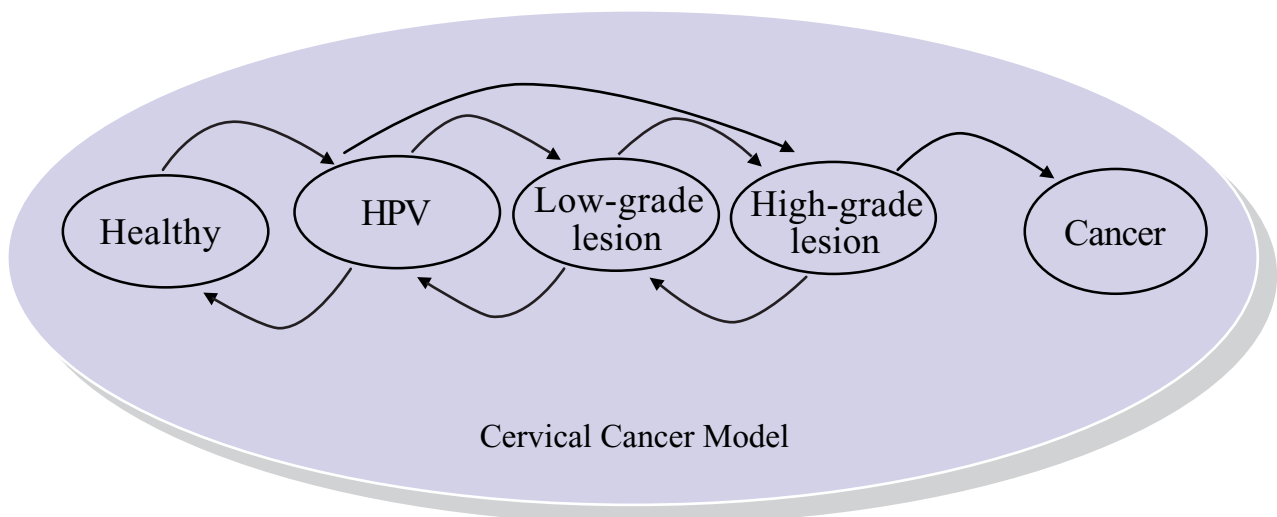 Healthy
HPV
Low-grade
lesion
High-grade
lesion
Cancer
Cervical Cancer Model